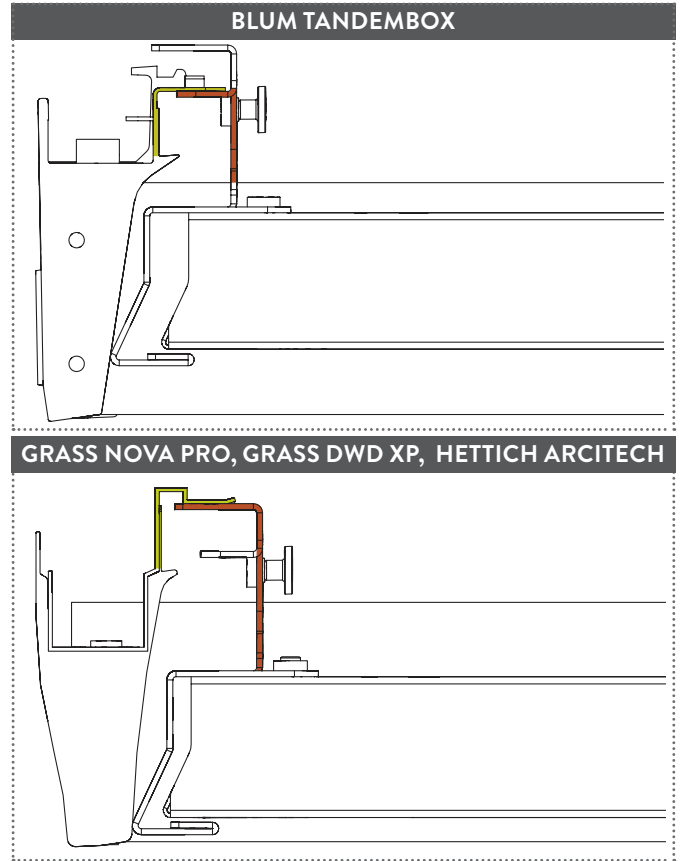 BLUM TANDEMBOX
GRASS NOVA PRO, GRASS DWD XP, HETTICH ARCITECH